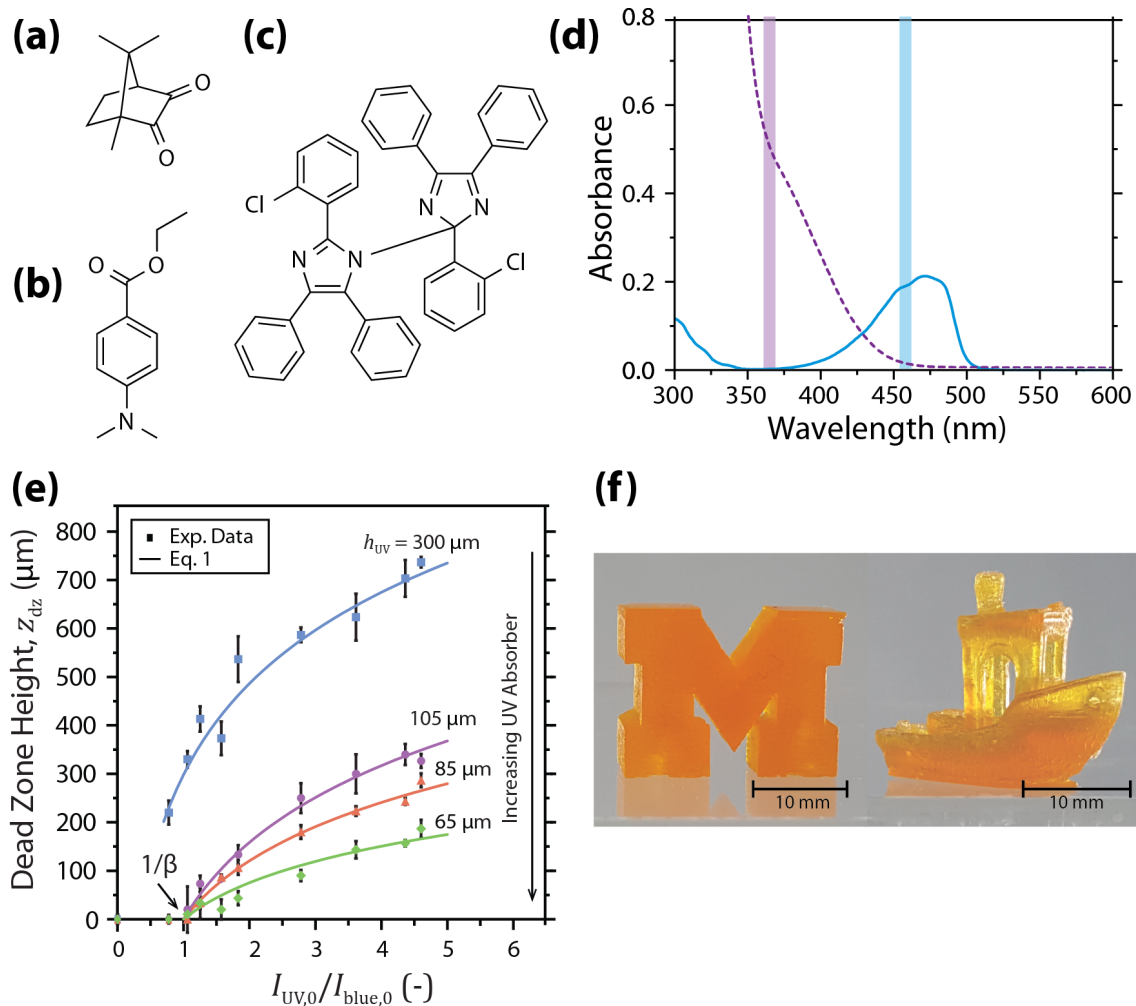 (a)
O
O
(b)
O
O
N
(c)
Cl
N
N
N
N
Cl
(d)
Absorbance
0.8
0.6
0.4
0.2
0.0
300
350
400
450
500
550
600
Wavelength (nm)
(e)
Dead Zone Height, z_dz (μm)
800
700
600
500
400
300
200
100
0
Exp. Data
Eq. 1
h_UV = 300 μm
105 μm
85 μm
65 μm
1/β
Increasing UV Absorber
0
1
2
3
4
5
6
I_UV,0/I_blue,0 (-)
(f)
M
10 mm
10 mm